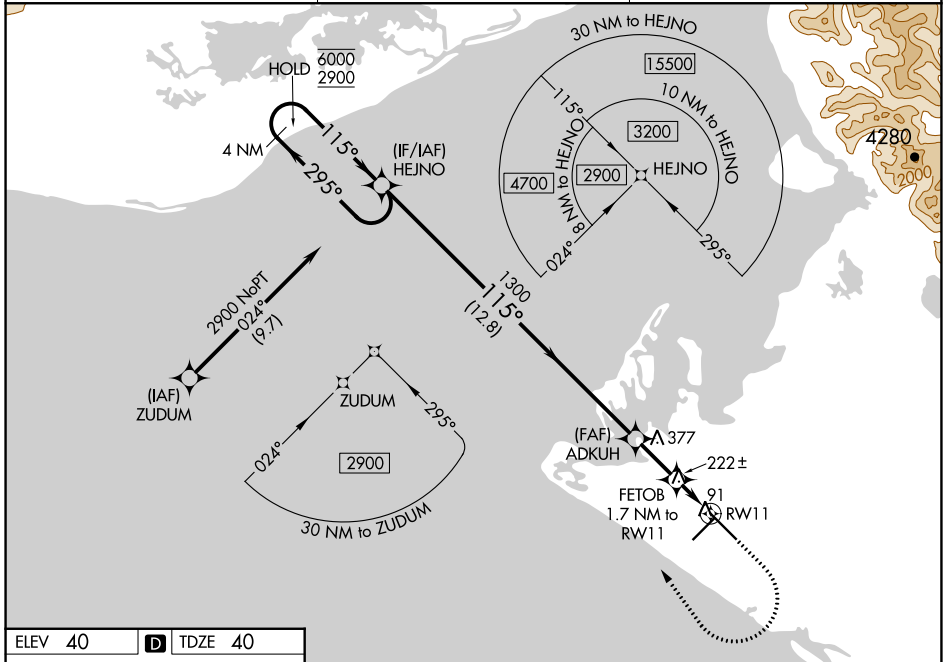 HOLD
6000
2900
4 NM
115°
295°
(IF/IAF)
HEJNO
30 NM to HEJNO
15500
115°
10 NM to HEJNO
3200
4700
8 NM to HEJNO
2900
HEJNO
024°
295°
4280
2000
2900 NoPT
024°
(9.7)
(IAF)
ZUDUM
1300
115°
(12.8)
ZUDUM
024°
295°
2900
30 NM to ZUDUM
(FAF)
ADKUH
377
222±
FETOB
1.7 NM to
RW11
91
RW11
ELEV 40
D
TDZE 40